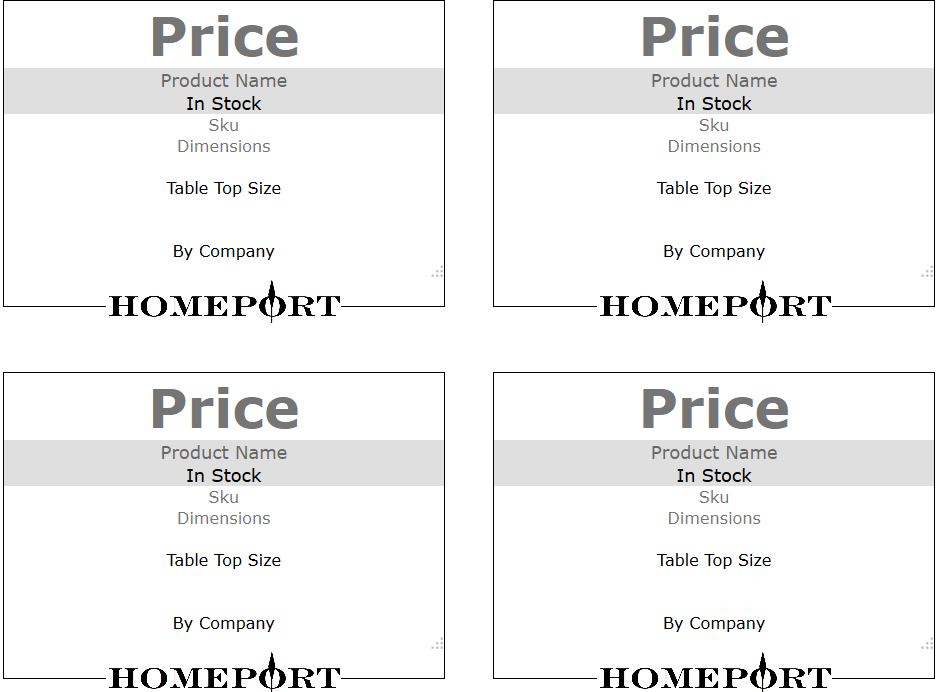 Price
Product Name
In Stock
Sku
Dimensions
Table Top Size
By Company
HOMEPORT
Price
Product Name
In Stock
Sku
Dimensions
Table Top Size
By Company
HOMEPORT
Price
Product Name
In Stock
Sku
Dimensions
Table Top Size
By Company
HOMEPORT
Price
Product Name
In Stock
Sku
Dimensions
Table Top Size
By Company
HOMEPORT